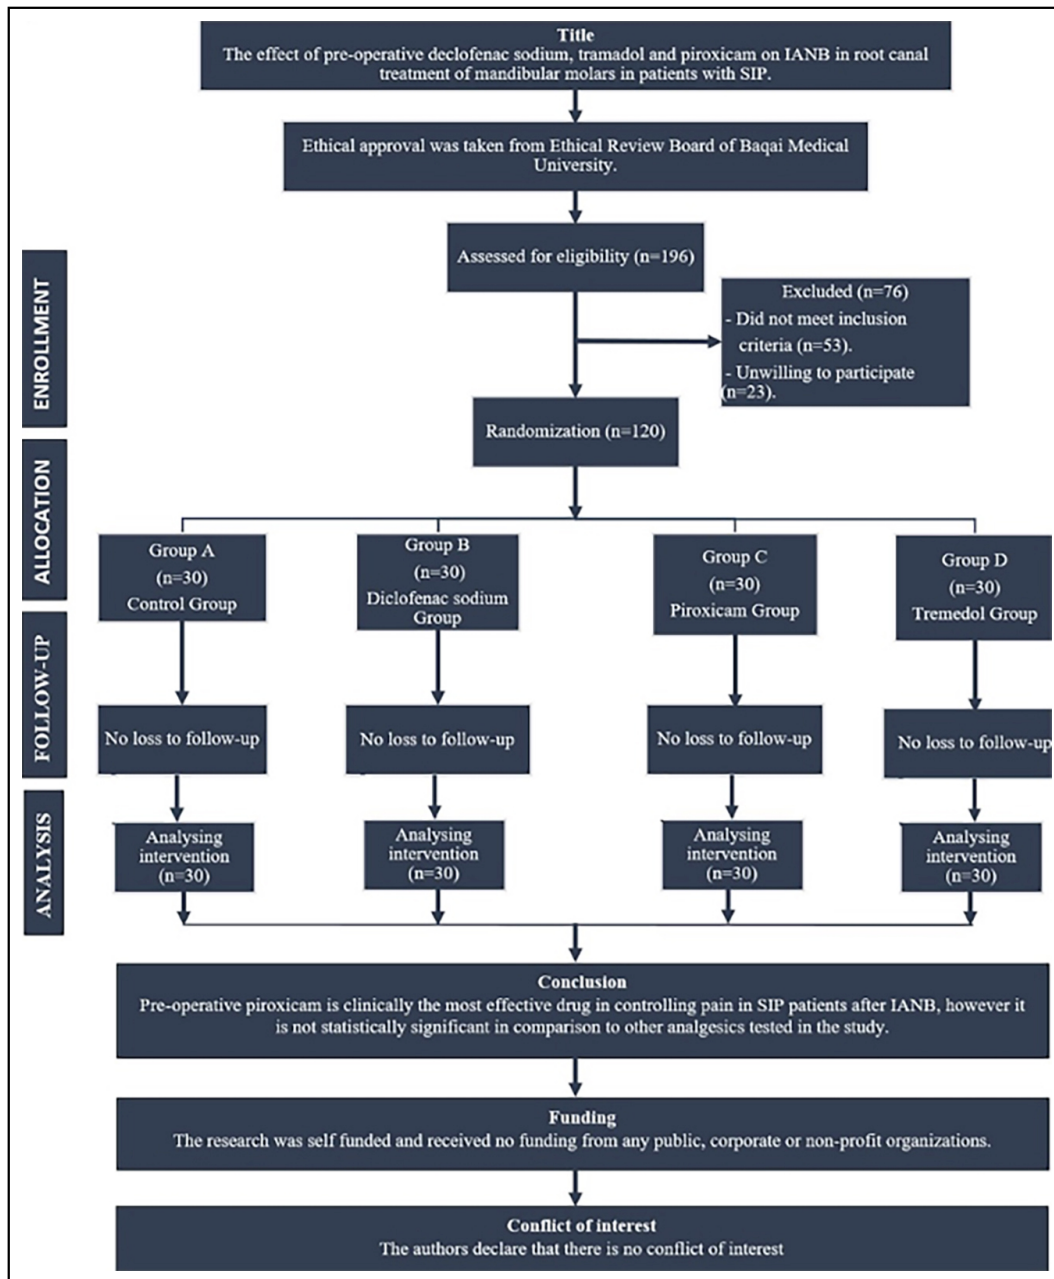 Title
The effect of pre-operative declofenac sodium, tramadol and piroxicam on IANB in root canal
treatment of mandibular molars in patients with SIP.
Ethical approval was taken from Ethical Review Board of Baqai Medical
University.
ENROLLMENT
Assessed for eligibility (n=196)
Excluded (n=76)
- Did not meet inclusion
criteria (n=53).
- Unwilling to participate
(n=23).
Randomization (n=120)
ALLOCATION
Group A
(n=30)
Control Group
Group B
(n=30)
Diclofenac sodium
Group
Group C
(n=30)
Piroxicam Group
Group D
(n=30)
Tremedol Group
FOLLOW-UP
No loss to follow-up
No loss to follow-up
No loss to follow-up
No loss to follow-up
ANALYSIS
Analysing
intervention
(n=30)
Analysing
intervention
(n=30)
Analysing
intervention
(n=30)
Analysing
intervention
(n=30)
Conclusion
Pre-operative piroxicam is clinically the most effective drug in controlling pain in SIP patients after IANB, however it
is not statistically significant in comparison to other analgesics tested in the study.
Funding
The research was self funded and received no funding from any public, corporate or non-profit organizations.
Conflict of interest
The authors declare that there is no conflict of interest